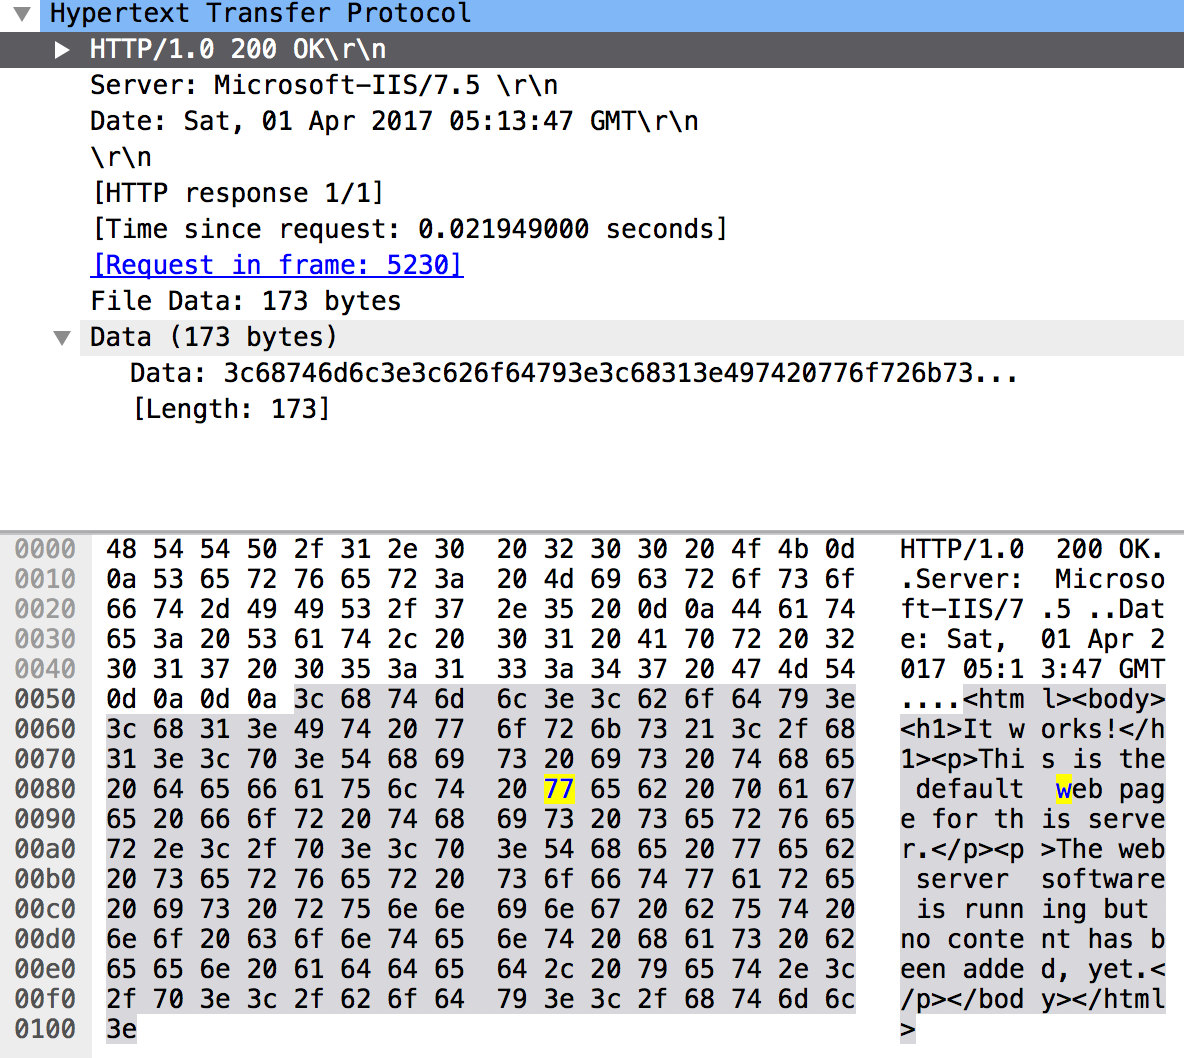 Hypertext Transfer Protocol
HTTP/1.0 200 OK\r\n
Server: Microsoft-IIS/7.5 \r\n
Date: Sat, 01 Apr 2017 05:13:47 GMT\r\n
\r\n
[HTTP response 1/1]
[Time since request: 0.021949000 seconds]
[Request in frame: 5230]
File Data: 173 bytes
Data (173 bytes)
Data: 3c68746d6c3e3c626f64793e3c68313e497420776f726b73...
[Length: 173]
0000 48 54 54 50 2f 31 2e 30 20 32 30 30 20 4f 4b 0d HTTP/1.0 200 OK.
0010 0a 53 65 72 76 65 72 3a 20 4d 69 63 72 6f 73 6f .Server: Microso
0020 66 74 2d 49 49 53 2f 37 2e 35 20 0d 0a 44 61 74 ft-IIS/7 .5 ..Dat
0030 65 3a 20 53 61 74 2c 20 30 31 20 41 70 72 20 32 e: Sat, 01 Apr 2
0040 30 31 37 20 30 35 3a 31 33 3a 34 37 20 47 4d 54 017 05:1 3:47 GMT
0050 0d 0a 0d 0a 3c 68 74 6d 6c 3e 3c 62 6f 64 79 3e ....<htm l><body>
0060 3c 68 31 3e 49 74 20 77 6f 72 6b 73 21 3c 2f 68 <h1>It w orks!</h
0070 31 3e 3c 70 3e 54 68 69 73 20 69 73 20 74 68 65 1><p>Thi s is the
0080 20 64 65 66 61 75 6c 74 20 77 65 62 20 70 61 67 default web pag
0090 65 20 66 6f 72 20 74 68 69 73 20 73 65 72 76 65 e for th is serve
00a0 72 2e 3c 2f 70 3e 3c 70 3e 54 68 65 20 77 65 62 r.</p><p >The web
00b0 20 73 65 72 76 65 72 20 73 6f 66 74 77 61 72 65 server software
00c0 20 69 73 20 72 75 6e 6e 69 6e 67 20 62 75 74 20 is runn ing but
00d0 6e 6f 20 63 6f 6e 74 65 6e 74 20 68 61 73 20 62 no conte nt has b
00e0 65 65 6e 20 61 64 64 65 64 2c 20 79 65 74 2e 3c een adde d, yet.<
00f0 2f 70 3e 3c 2f 62 6f 64 79 3e 3c 2f 68 74 6d 6c /p></bod y></html
0100 3e >